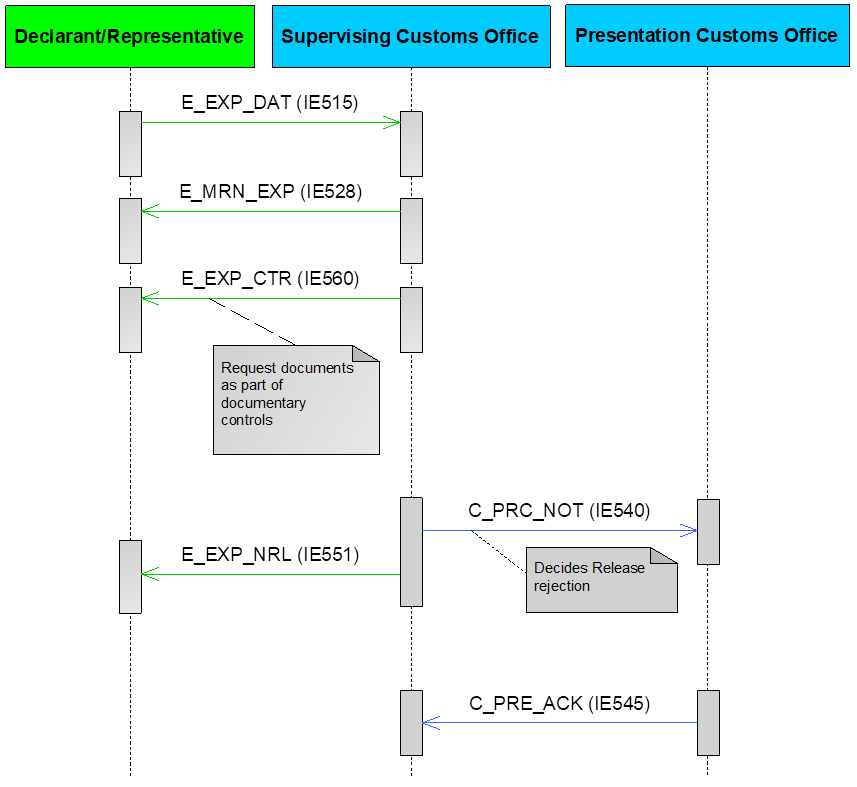 Declarant/Representative
Supervising Customs Office
Presentation Customs Office
E_EXP_DAT (IE515)
E_MRN_EXP (IE528)
E_EXP_CTR (IE560)
Request documents
as part of
documentary
controls
C_PRC_NOT (IE540)
E_EXP_NRL (IE551)
Decides Release
rejection
C_PRE_ACK (IE545)